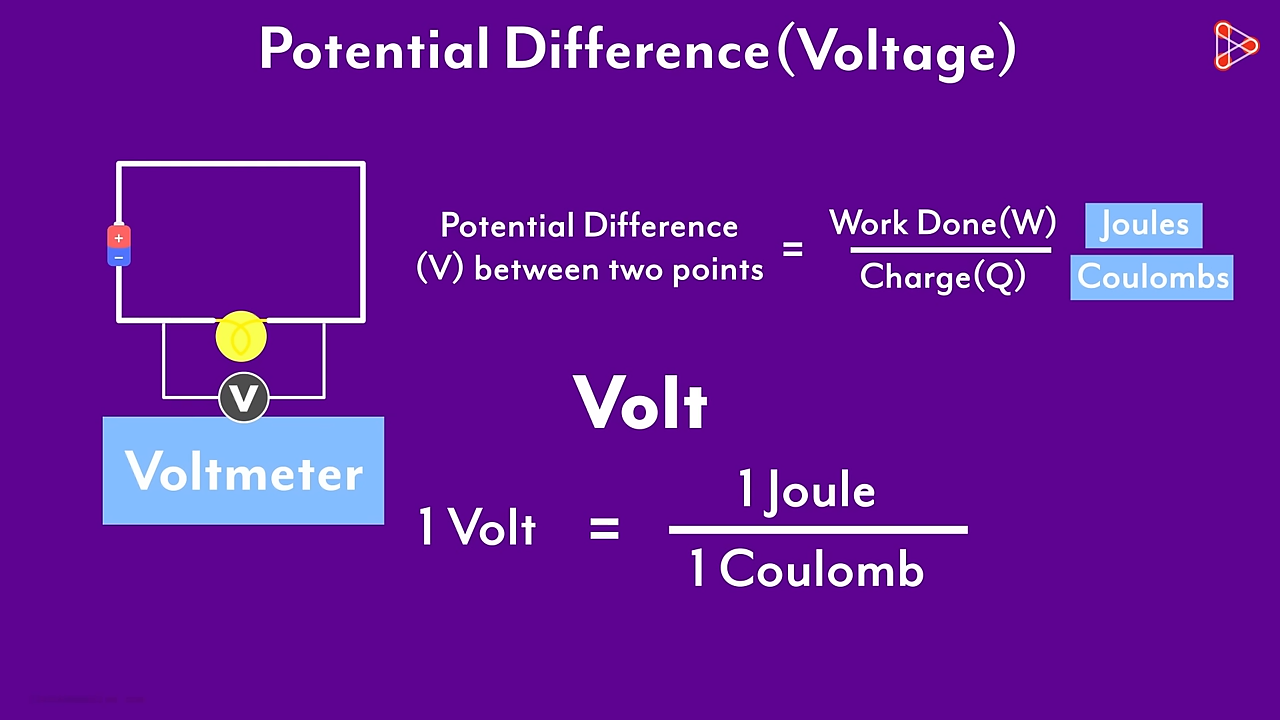 Potential Difference(Voltage)
+
−
Potential Difference
(V) between two points
=
Work Done(W)
Charge(Q)
Joules
Coulombs
V
Voltmeter
Volt
1 Volt
=
1 Joule
1 Coulomb